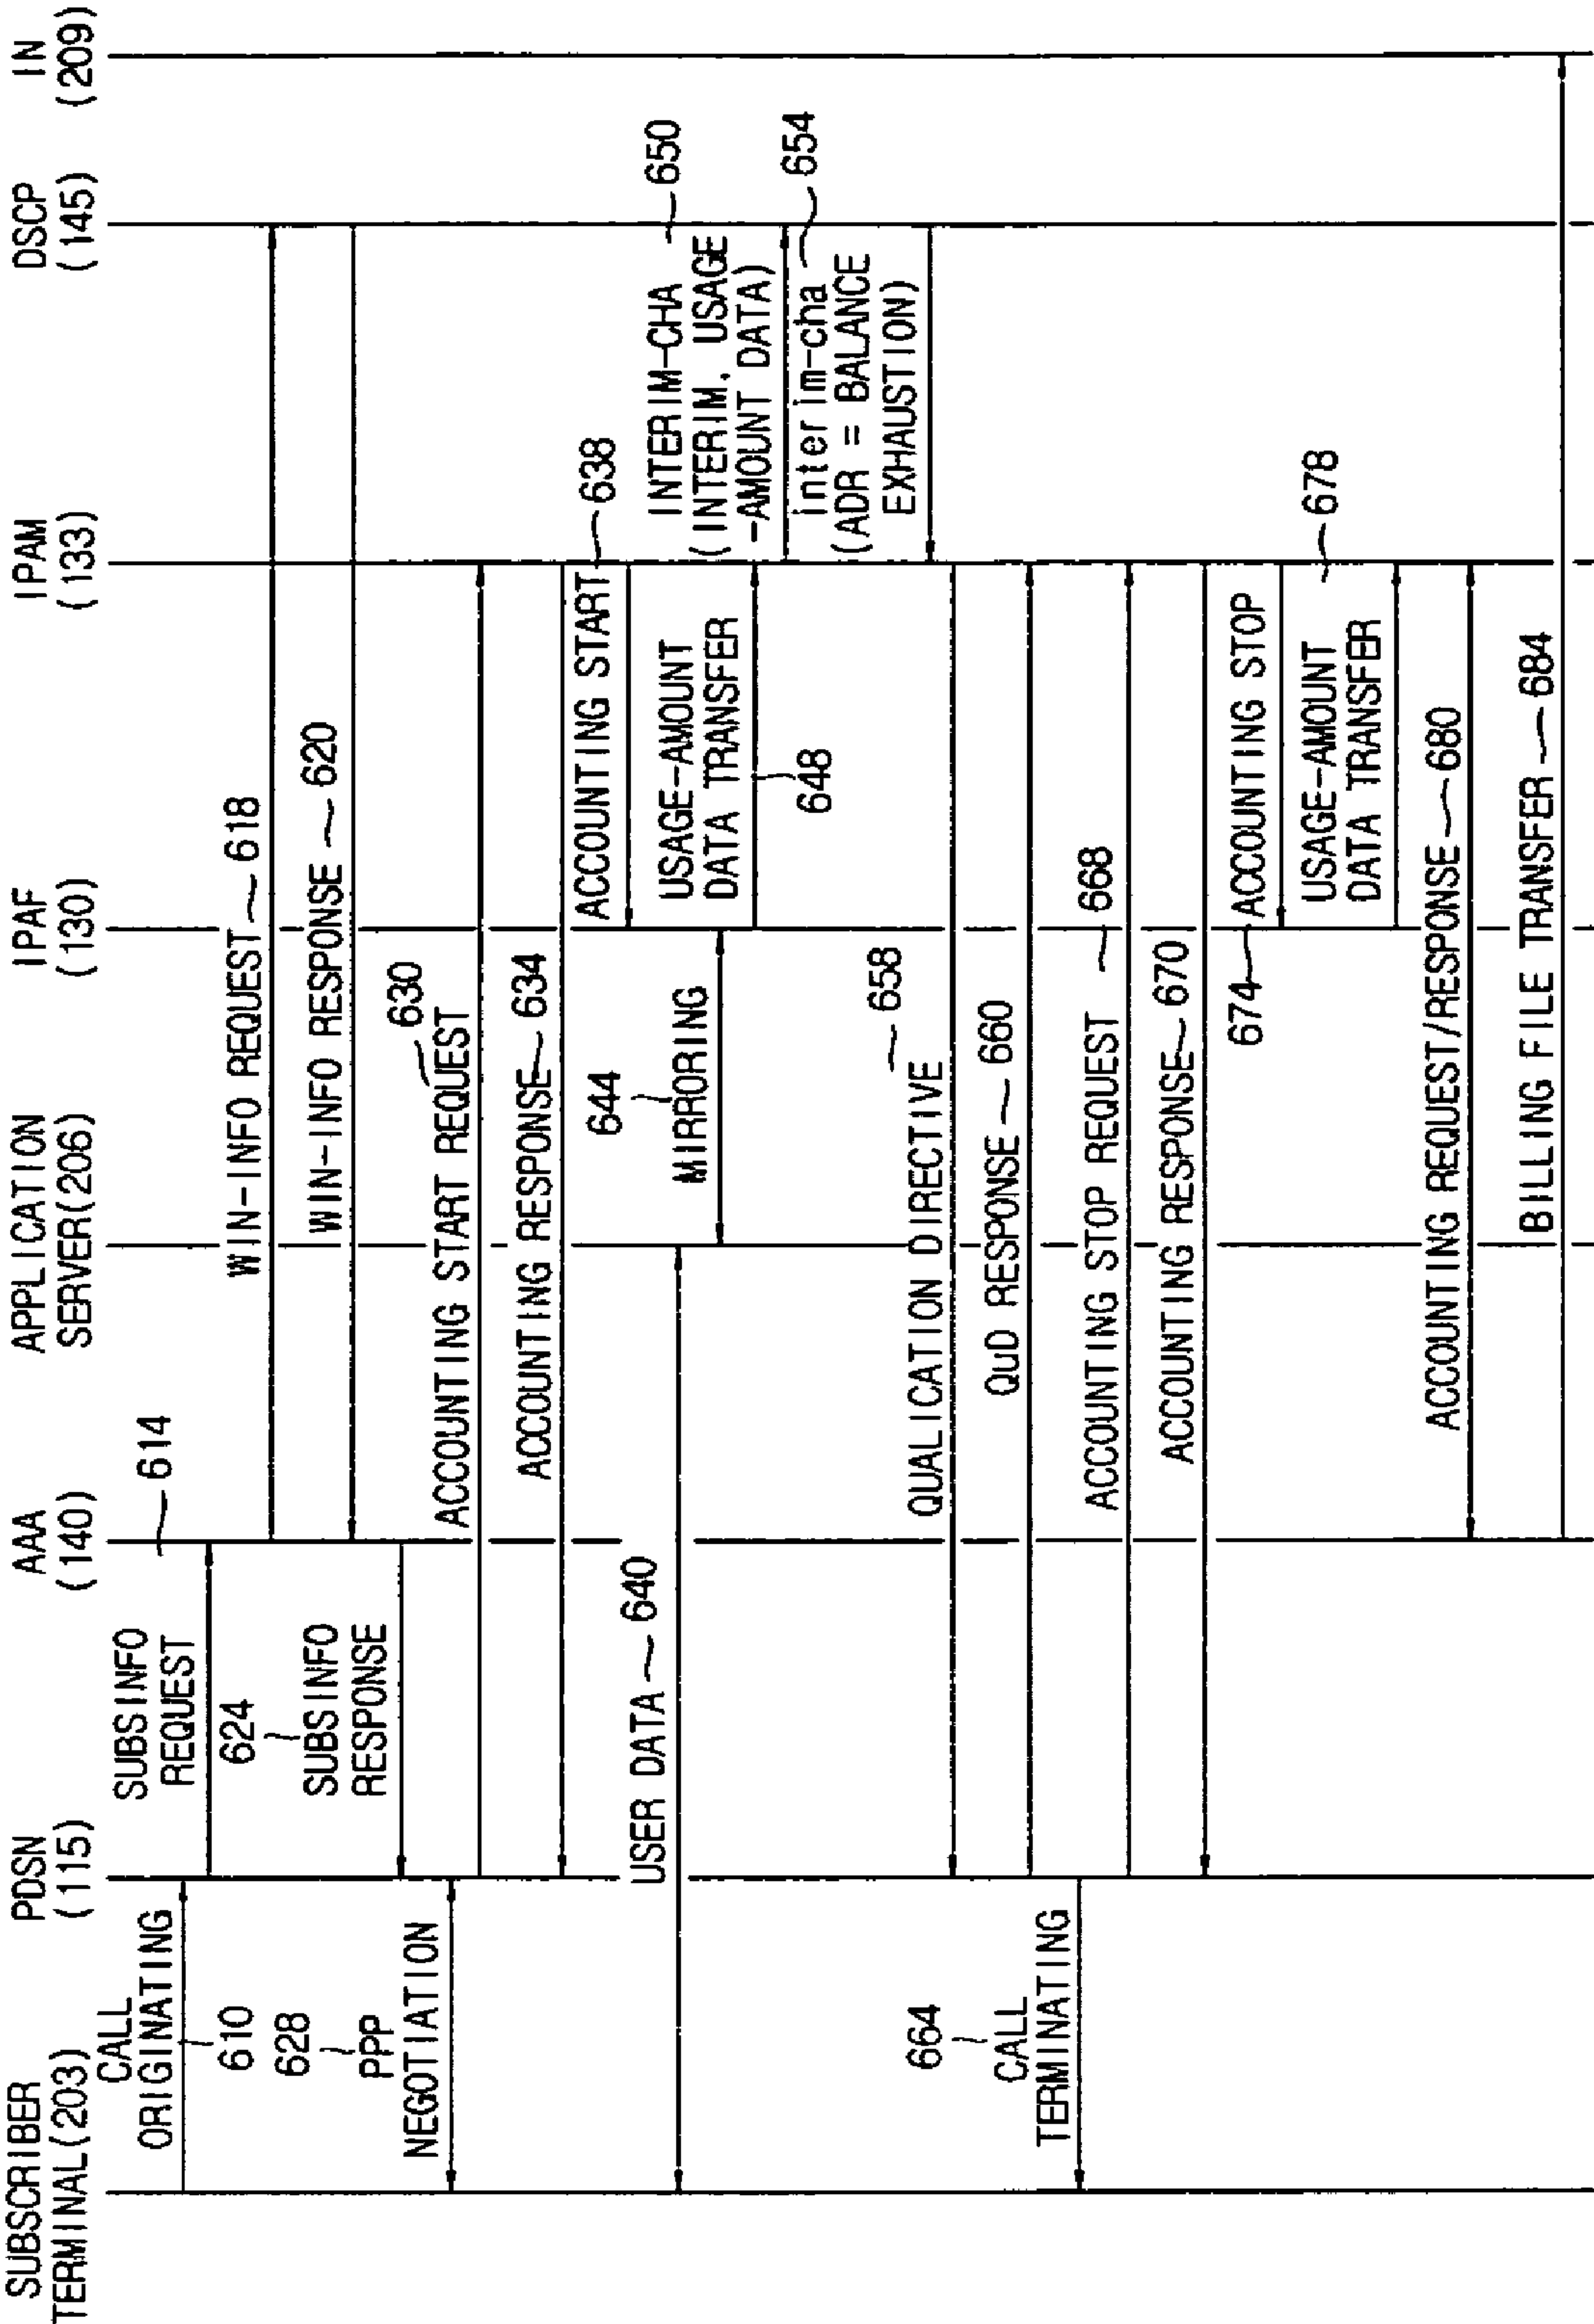 SUBSCRIBER
TERMINAL(203)
PDSN
(115)
AAA
(140)
APPLICATION
SERVER(206)
IPAF
(130)
IPAM
(133)
DSCP
(145)
IN
(209)
CALL
ORIGINATING
610
SUBSINFO
REQUEST
614
WIN-INFO REQUEST 618
WIN-INFO RESPONSE 620
624
SUBSINFO
RESPONSE
628
PPP
NEGOTIATION
630
ACCOUNTING START REQUEST
ACCOUNTING RESPONSE 634
ACCOUNTING START 638
USER DATA 640
644
MIRRORING
USAGE-AMOUNT
DATA TRANSFER
648
INTERIM-CHA 650
(INTERIM, USAGE
-AMOUNT DATA)
interim-cha 654
(ADR = BALANCE
EXHAUSTION)
QUALICATION DIRECTIVE 658
QuD RESPONSE 660
664
CALL
TERMINATING
ACCOUNTING STOP REQUEST 668
ACCOUNTING RESPONSE 670
674
ACCOUNTING STOP
USAGE-AMOUNT
DATA TRANSFER
678
ACCOUNTING REQUEST/RESPONSE 680
BILLING FILE TRANSFER 684